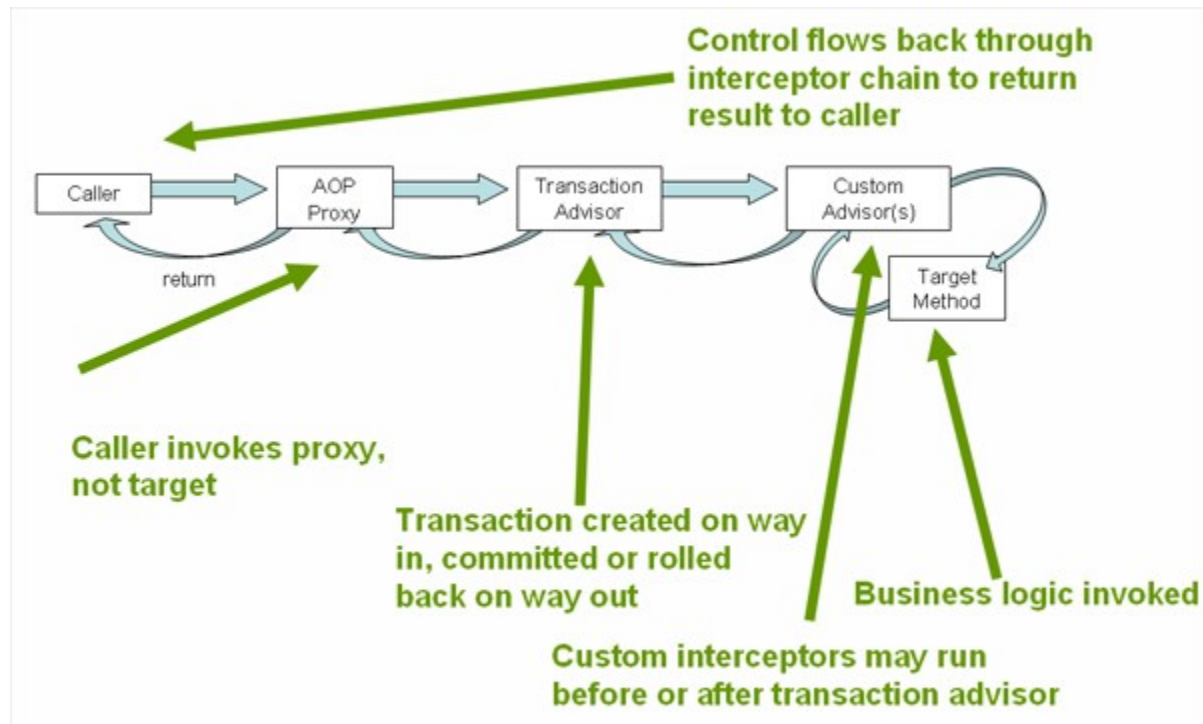 Control flows back through
interceptor chain to return
result to caller
Caller
AOP
Proxy
Transaction
Advisor
Custom
Advisor(s)
return
Target
Method
Caller invokes proxy,
not target
Transaction created on way
in, committed or rolled
back on way out
Business logic invoked
Custom interceptors may run
before or after transaction advisor